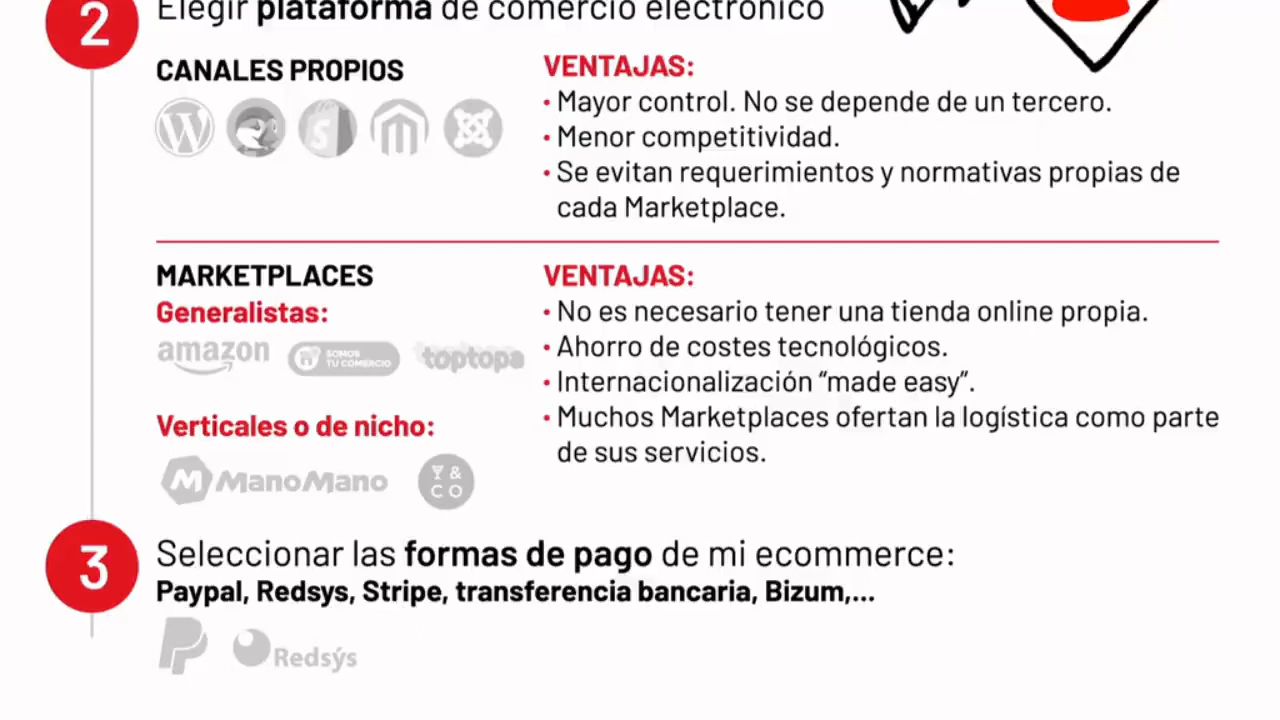 2
Elegir plataforma de comercio electrónico
CANALES PROPIOS
VENTAJAS:
• Mayor control. No se depende de un tercero.
• Menor competitividad.
• Se evitan requerimientos y normativas propias de
cada Marketplace.
MARKETPLACES
Generalistas:
amazon
SOMOS
TU COMERCIO
toptopa
VENTAJAS:
• No es necesario tener una tienda online propia.
• Ahorro de costes tecnológicos.
• Internacionalización “made easy”.
• Muchos Marketplaces ofertan la logística como parte
de sus servicios.
Verticales o de nicho:
ManoMano
Y &
CO
3
Seleccionar las formas de pago de mi ecommerce:
Paypal, Redsys, Stripe, transferencia bancaria, Bizum,...
Redsýs